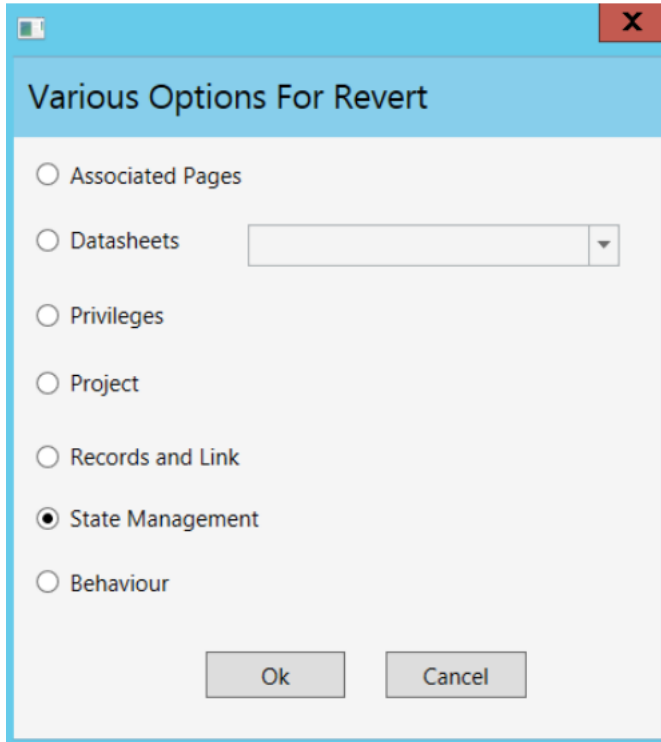 X
Various Options For Revert
Associated Pages
Datasheets
Privileges
Project
Records and Link
State Management
Behaviour
Ok Cancel